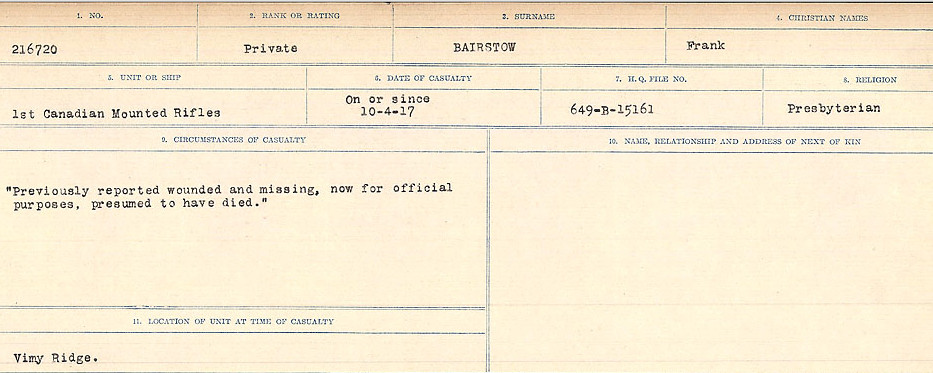 1. NO.
2. RANK OR RATING
3. SURNAME
4. CHRISTIAN NAMES
216720
Private
BAIRSTOW
Frank
5. UNIT OR SHIP
6. DATE OF CASUALTY
7. H.Q. FILE NO.
8. RELIGION
1st Canadian Mounted Rifles
On or since
10-4-17
649-B-15161
Presbyterian
9. CIRCUMSTANCES OF CASUALTY
"Previously reported wounded and missing, now for official
purposes, presumed to have died."
10. NAME, RELATIONSHIP AND ADDRESS OF NEXT OF KIN
11. LOCATION OF UNIT AT TIME OF CASUALTY
Vimy Ridge.